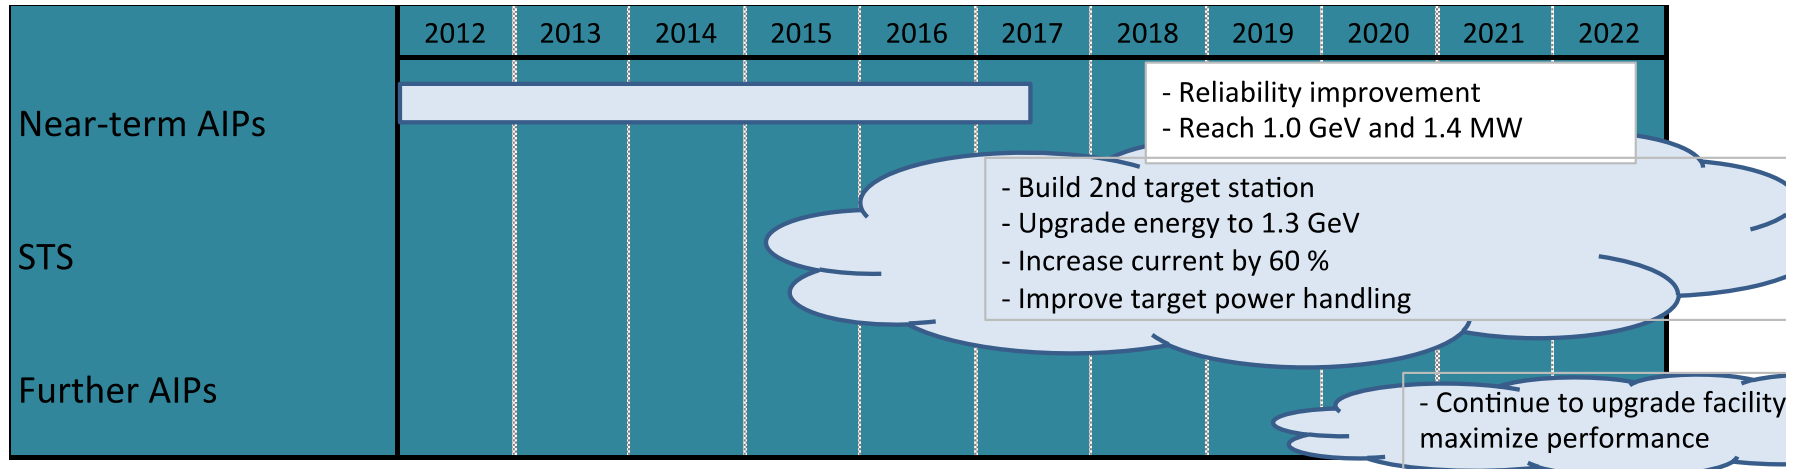 2012 2013 2014 2015 2016 2017 2018 2019 2020 2021 2022
Near-term AIPs
- Reliability improvement
- Reach 1.0 GeV and 1.4 MW
STS
- Build 2nd target station
- Upgrade energy to 1.3 GeV
- Increase current by 60 %
- Improve target power handling
Further AIPs
- Continue to upgrade facility
maximize performance